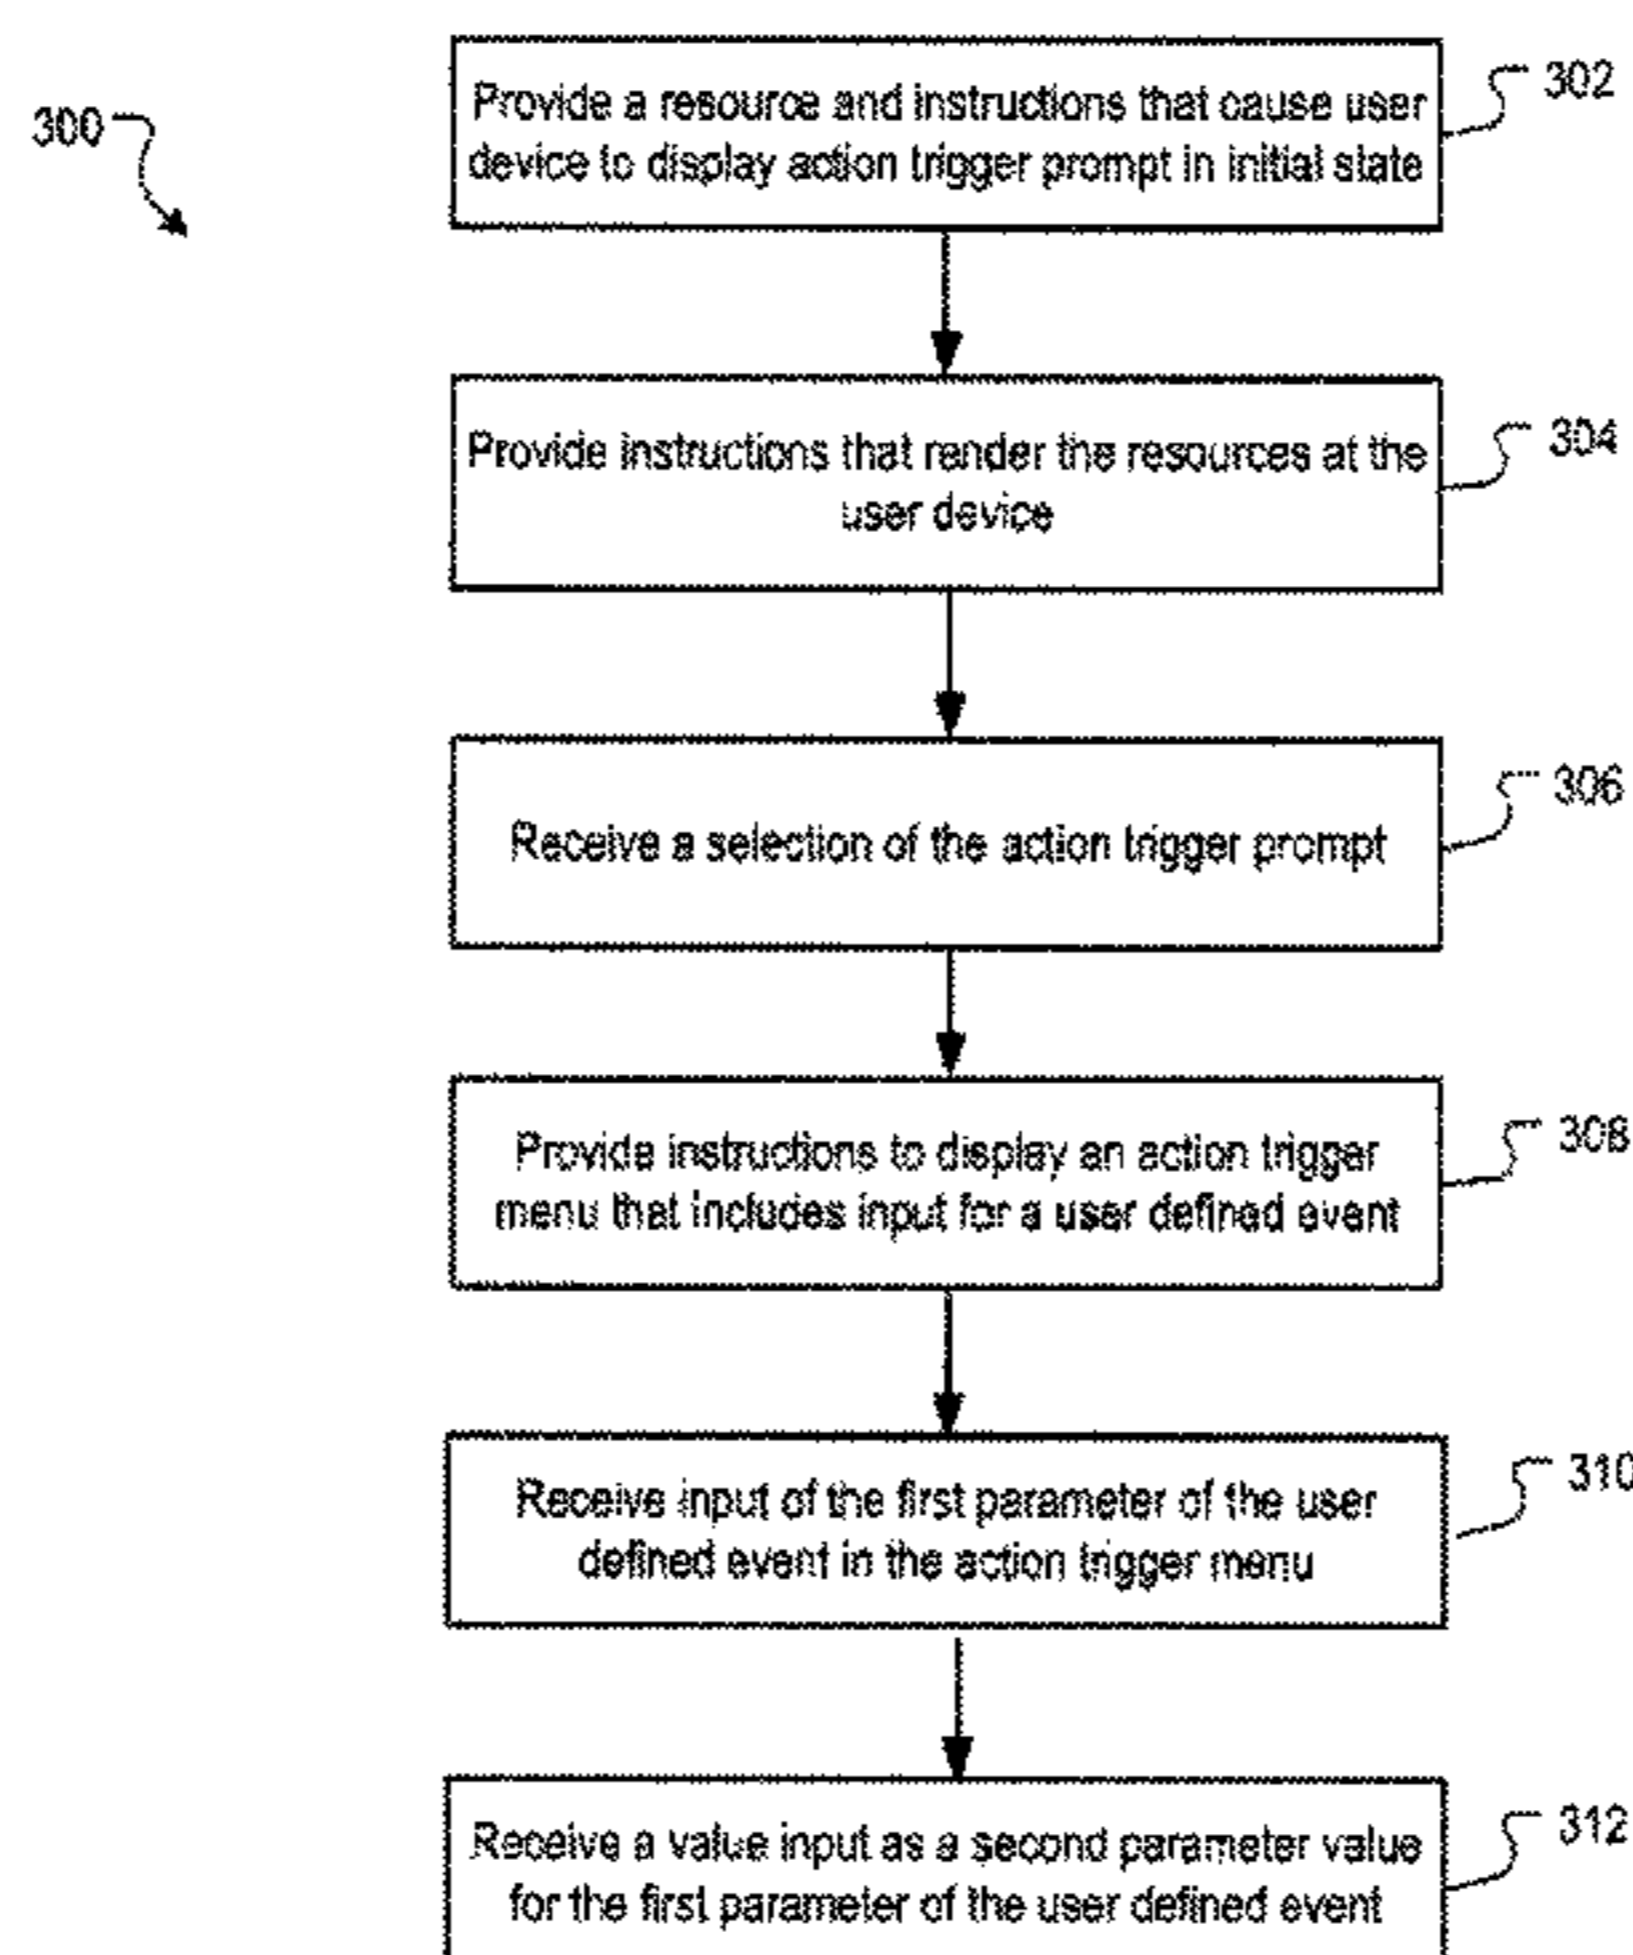 300
Provide a resource and instructions that cause user
device to display action trigger prompt in initial state
302
Provide instructions that render the resources at the
user device
304
Receive a selection of the action trigger prompt
306
Provide instructions to display an action trigger
menu that includes input for a user defined event
308
Receive input of the first parameter of the user
defined event in the action trigger menu
310
Receive a value input as a second parameter value
for the first parameter of the user defined event
312